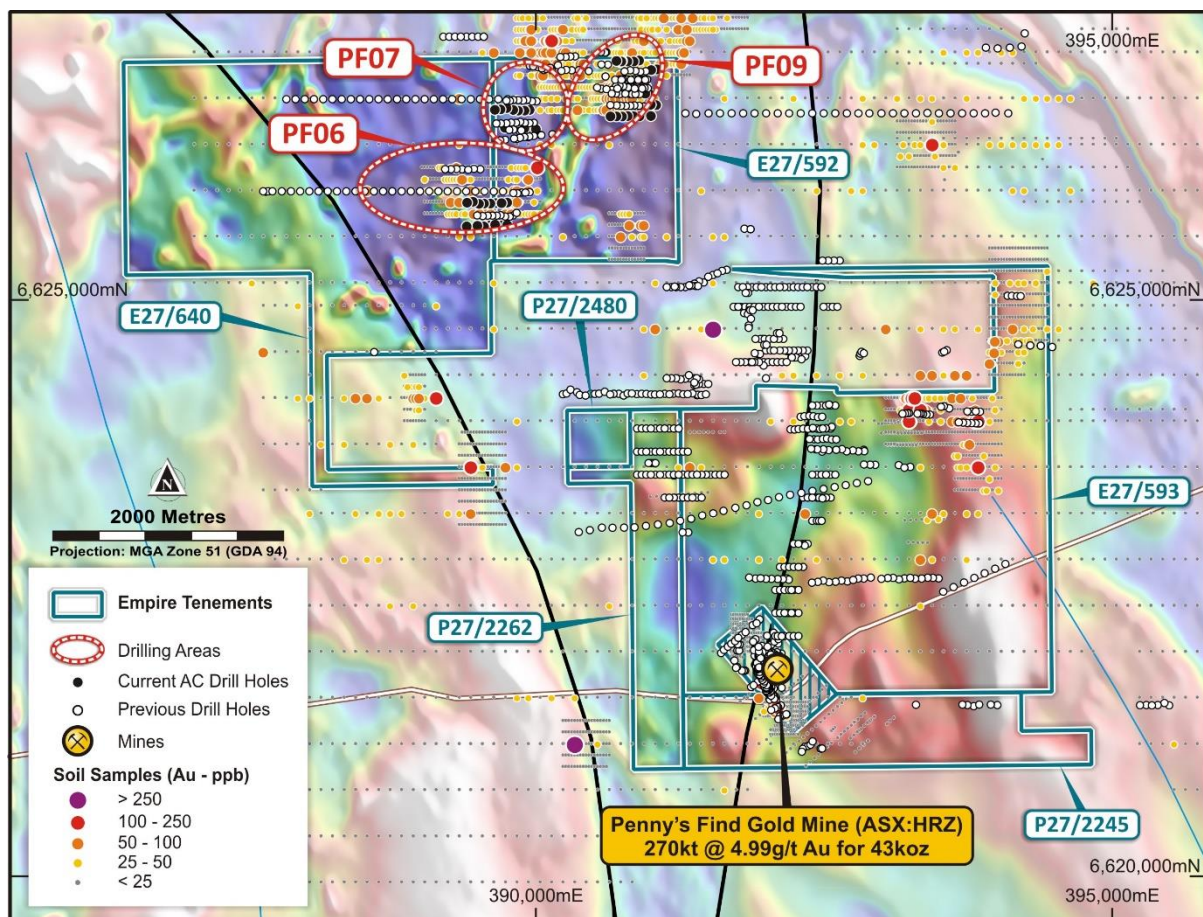 395,000mE
PF07
PF09
PF06
E27/592
6,625,000mN
6,625,000mN
E27/640
P27/2480
N
2000 Metres
Projection: MGA Zone 51 (GDA 94)
E27/593
Empire Tenements
Drilling Areas
Current AC Drill Holes
Previous Drill Holes
Mines
Soil Samples (Au - ppb)
> 250
100 - 250
50 - 100
25 - 50
< 25
P27/2262
Penny's Find Gold Mine (ASX:HRZ)
270kt @ 4.99g/t Au for 43koz
P27/2245
6,620,000mN
390,000mE
395,000mE